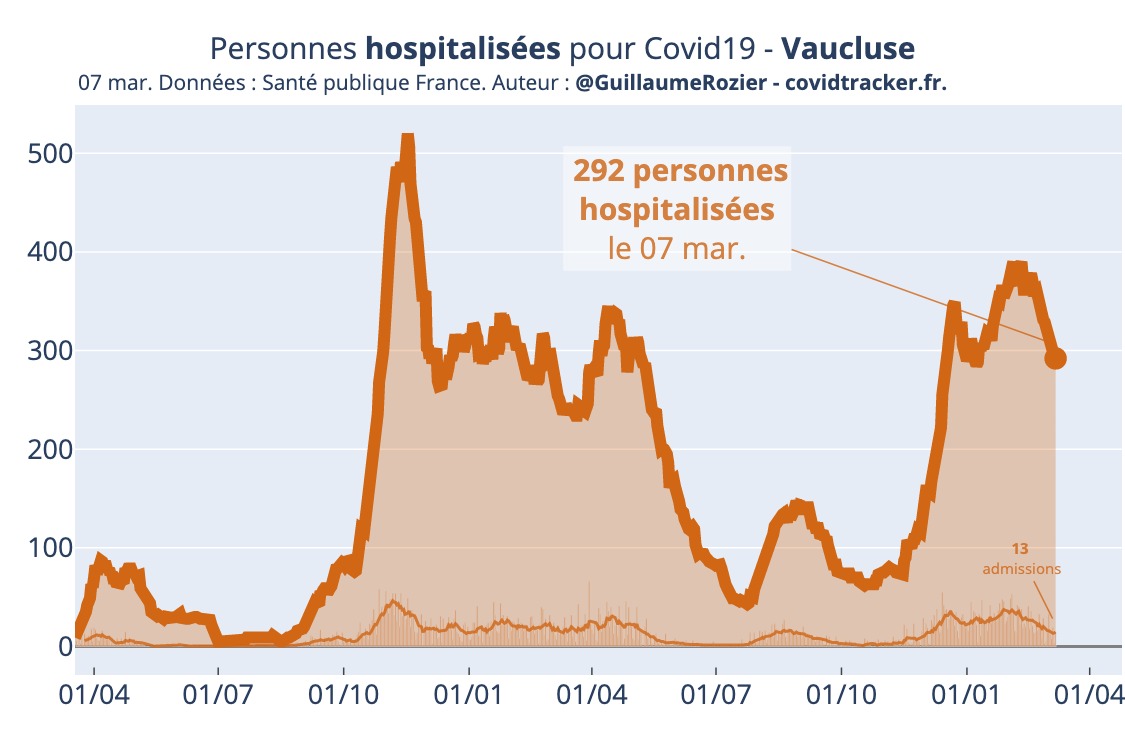 Personnes hospitalisées pour Covid19 - Vaucluse
07 mar. Données : Santé publique France. Auteur : @GuillaumeRozier - covidtracker.fr.
500
292 personnes
hospitalisées
le 07 mar.
400
300
200
100
13
admissions
0
01/04 01/07 01/10 01/01 01/04 01/07 01/10 01/01 01/04